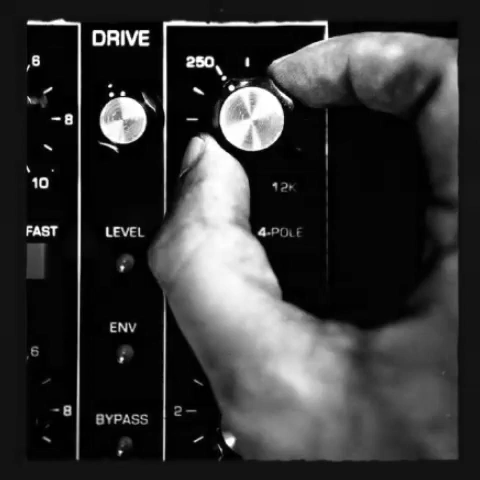 DRIVE
6
250
8
10
12K
FAST
LEVEL
4-POLE
ENV
6
8
2
BYPASS